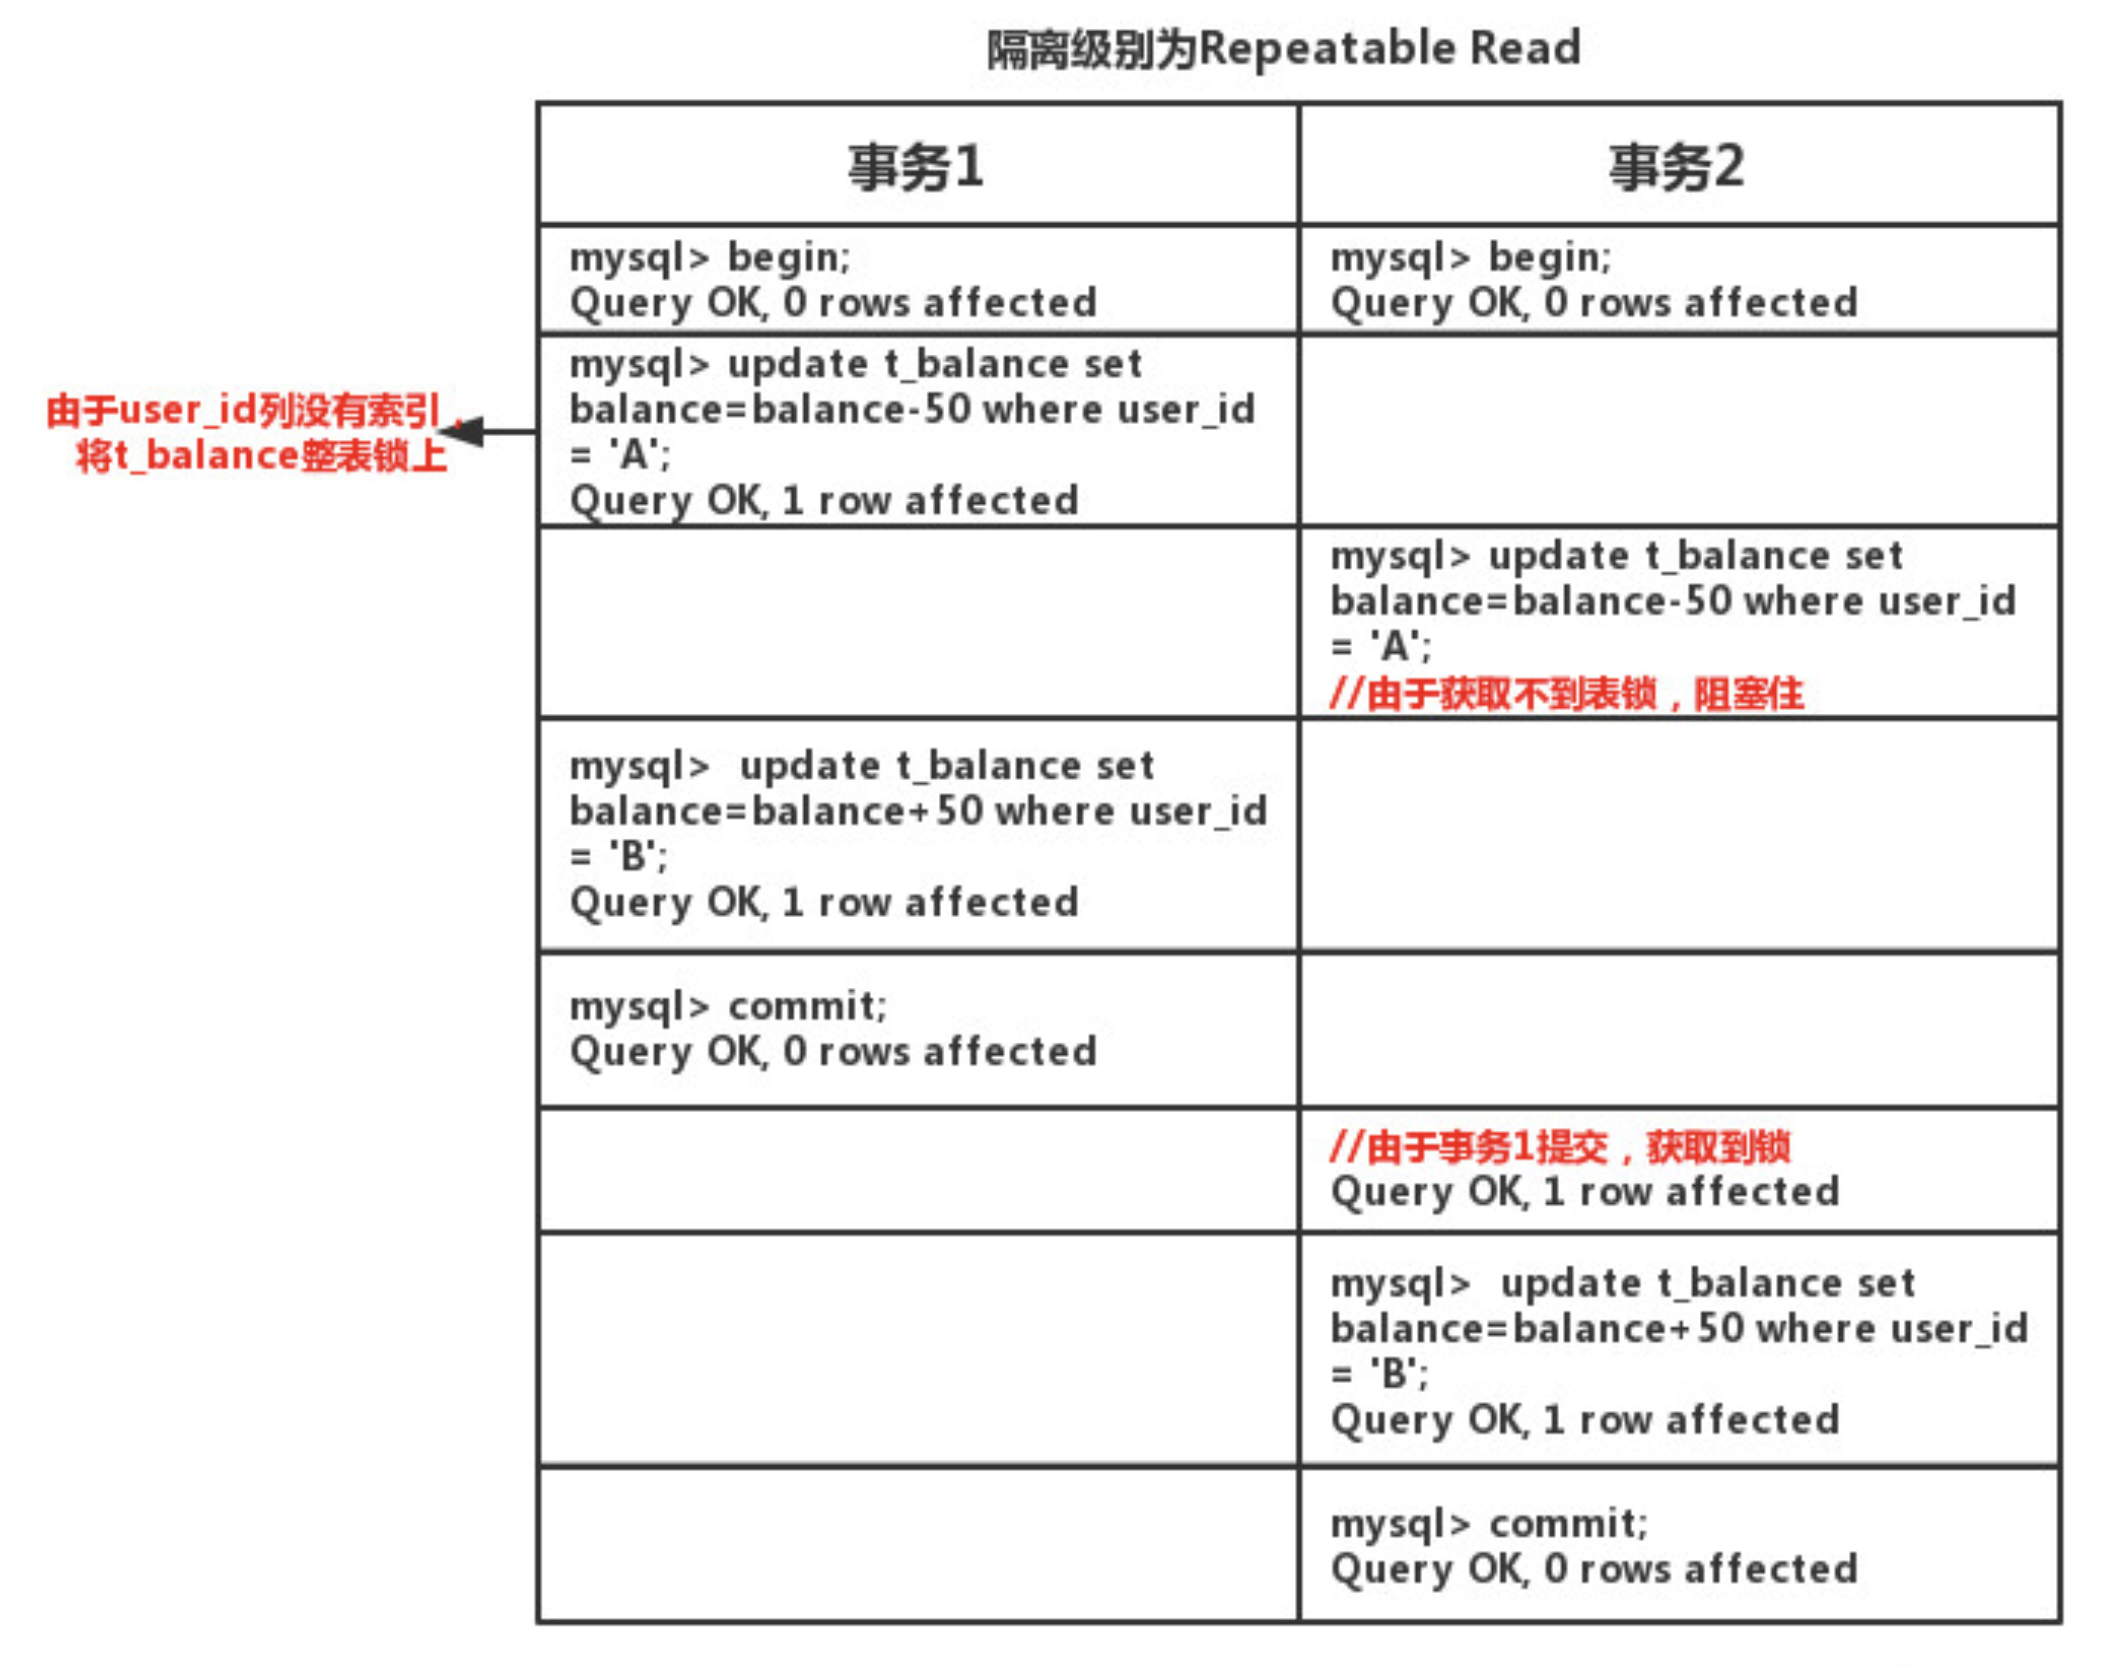 隔离级别为Repeatable Read
事务1
事务2
mysql> begin;
Query OK, 0 rows affected
mysql> begin;
Query OK, 0 rows affected
由于user_id列没有索引，
将t_balance整表锁上
mysql> update t_balance set
balance=balance-50 where user_id
= 'A';
Query OK, 1 row affected
mysql> update t_balance set
balance=balance-50 where user_id
= 'A';
//由于获取不到表锁，阻塞住
mysql>  update t_balance set
balance=balance+50 where user_id
= 'B';
Query OK, 1 row affected
mysql> commit;
Query OK, 0 rows affected
//由于事务1提交，获取到锁
Query OK, 1 row affected
mysql>  update t_balance set
balance=balance+50 where user_id
= 'B';
Query OK, 1 row affected
mysql> commit;
Query OK, 0 rows affected